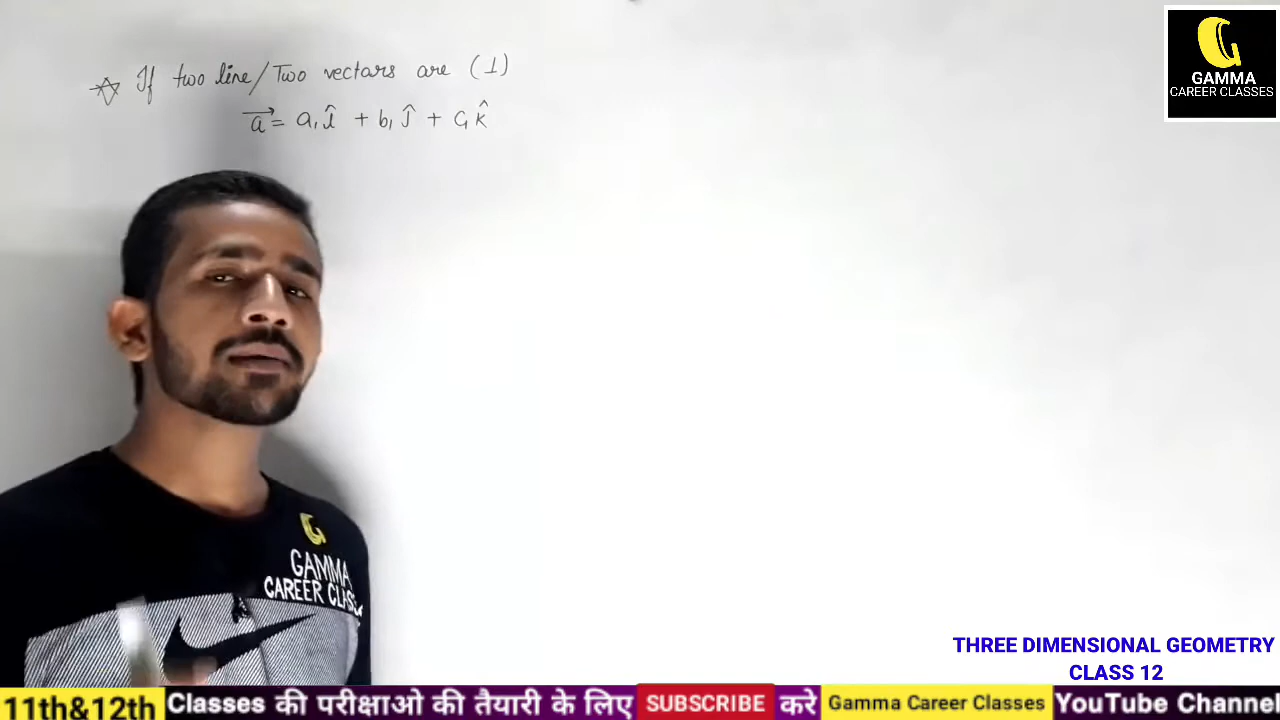 If two line/Two vectors are (⊥)
a⃗ = a₁î + b₁ĵ + c₁k̂
GAMMA
CAREER CLASSES
GAMMA
CAREER CLASS
THREE DIMENSIONAL GEOMETRY
CLASS 12
11th&12th Classes की परीक्षाओ की तैयारी के लिए SUBSCRIBE करे Gamma Career Classes YouTube Channel